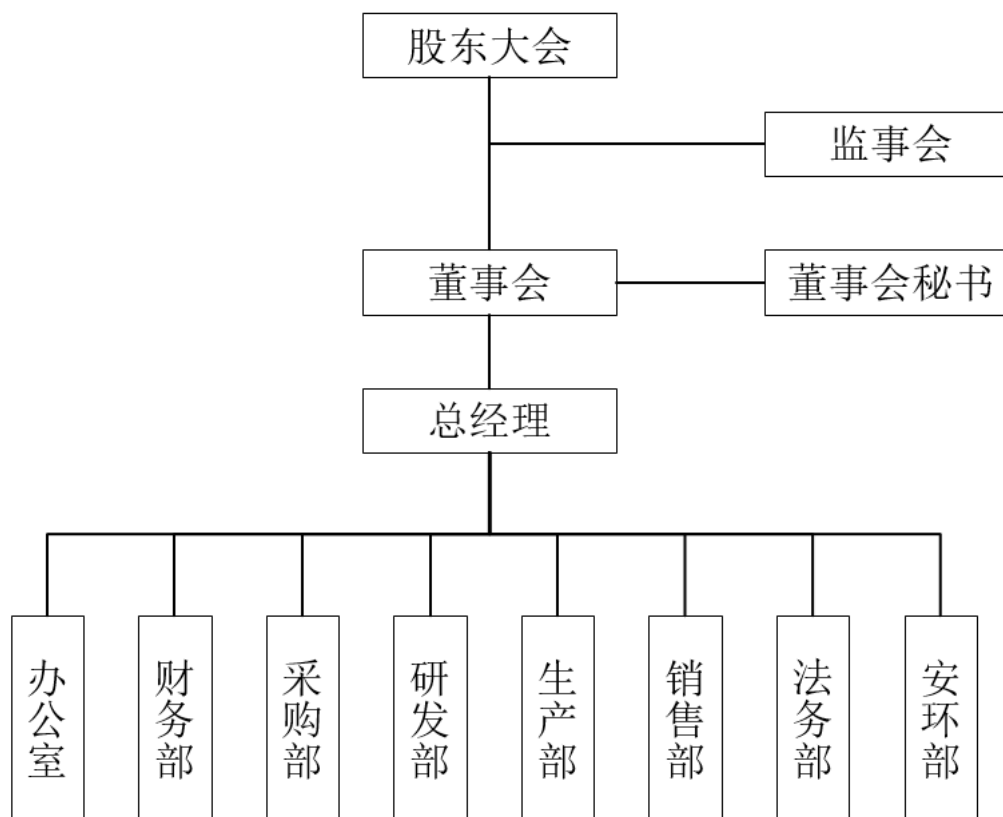 股东大会
监事会
董事会
董事会秘书
总经理
办公室
财务部
采购部
研发部
生产部
销售部
法务部
安环部